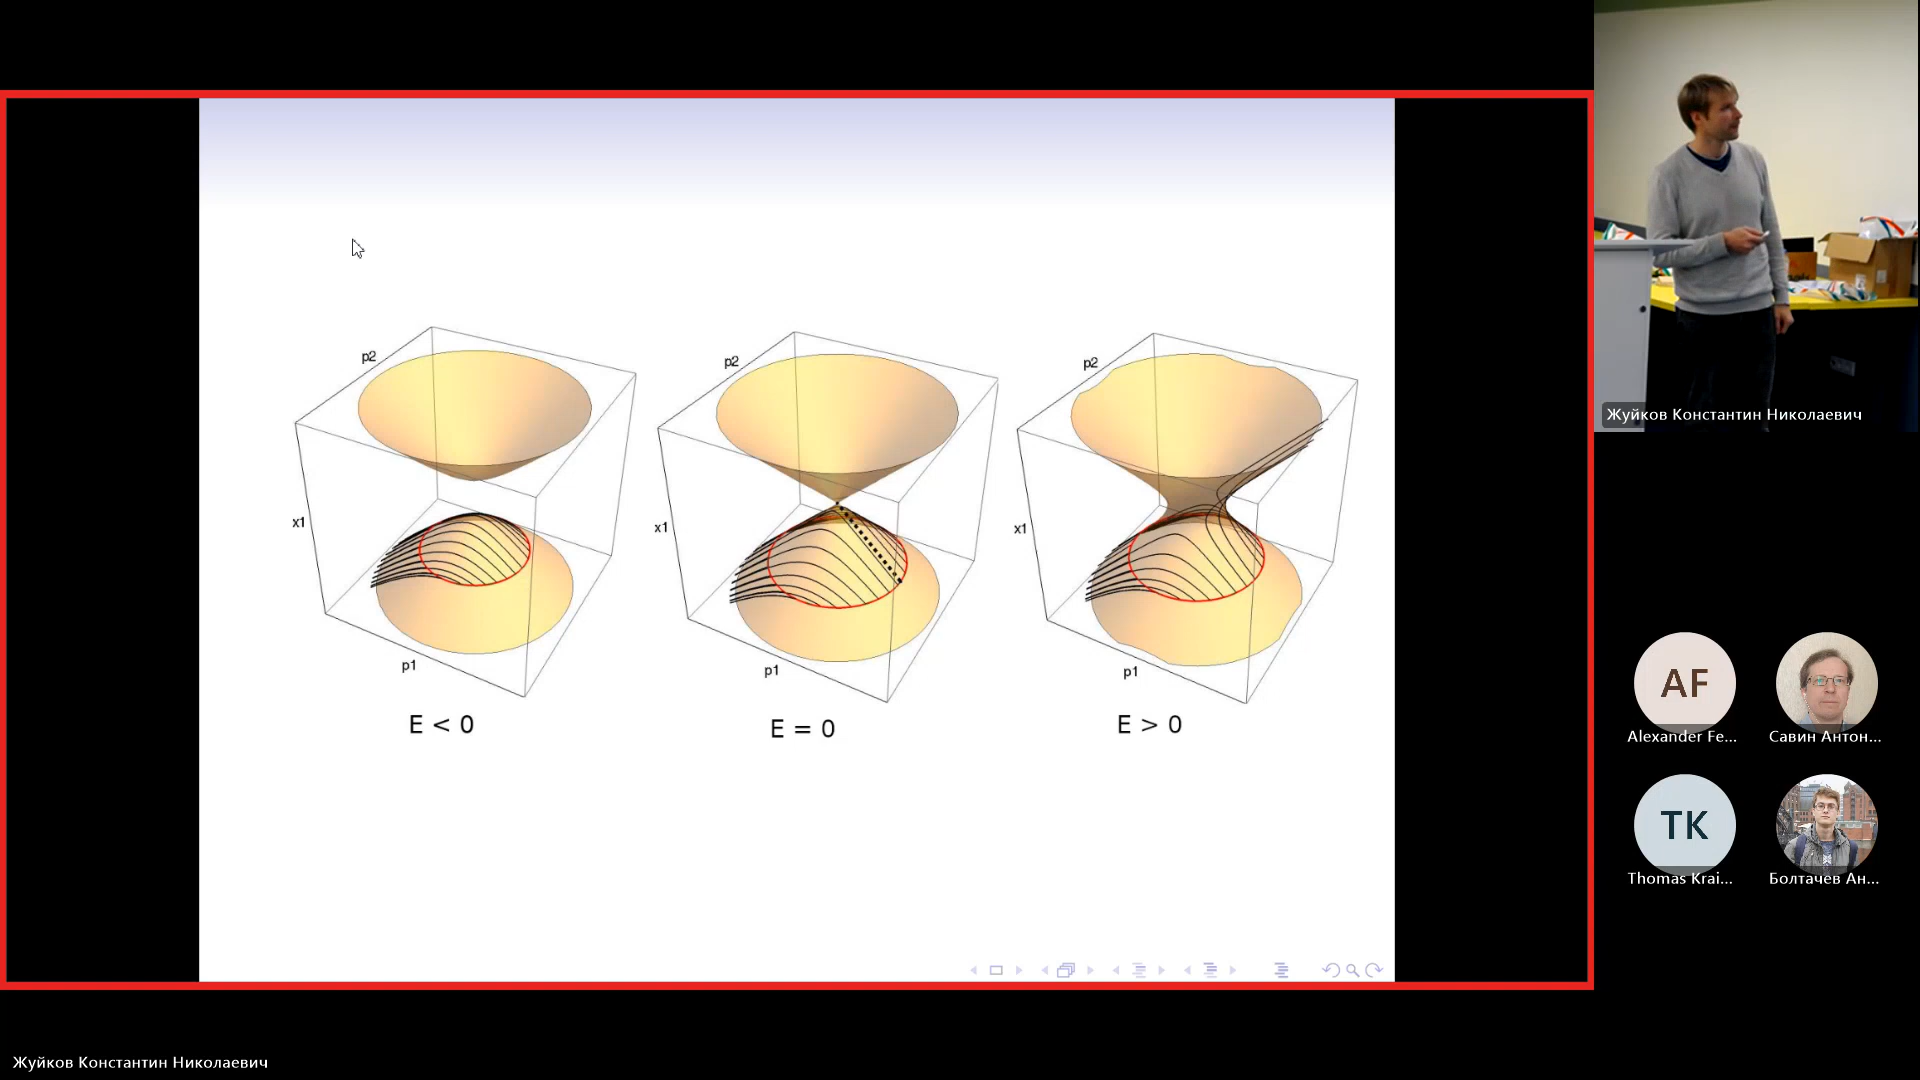 p2
x1
p1
E < 0
p2
x1
p1
E = 0
p2
x1
p1
E > 0
Жуйков Константин Николаевич
AF
Alexander Fe...
Савин Антон...
TK
Thomas Krai...
Болтачев Ан...
Жуйков Константин Николаевич